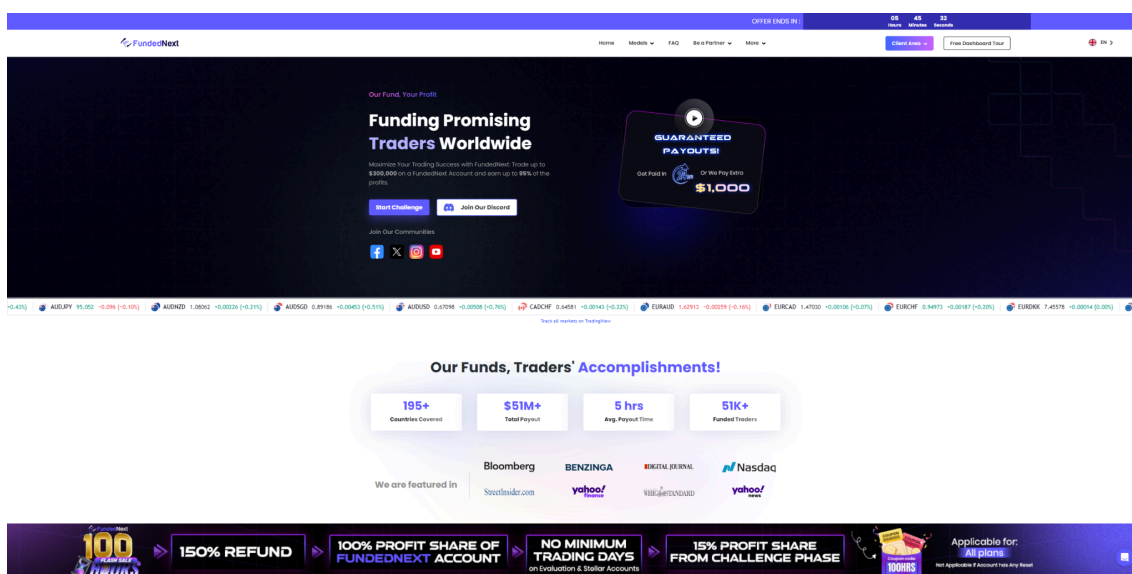 OFFER ENDS IN :
05 45 32
Hours Minutes Seconds
FundedNext
Home Models FAQ Be a Partner More
Client Area
Free Dashboard Tour
EN
Our Fund, Your Profit
Funding Promising
Traders Worldwide
Maximize Your Trading Success with FundedNext: Trade up to
$300,000 on a FundedNext Account and earn up to 95% of the
profits.
Start Challenge
Join Our Discord
Join Our Communities
GUARANTEED
PAYOUTS!
Get Paid In
Or We Pay Extra
$1,000
+0.43%) AUDJPY 95.052 -0.096 (-0.10%) AUDNZD 1.08062 +0.00226 (+0.21%) AUDSGD 0.89186 +0.00453 (+0.51%) AUDUSD 0.67098 +0.00508 (+0.76%) CADCHF 0.64581 +0.00143 (+0.22%) EURAUD 1.62913 -0.00259 (-0.16%) EURCAD 1.47030 +0.00106 (+0.07%) EURCHF 0.94973 +0.00187 (+0.20%) EURDKK 7.45578 +0.00014 (0.00%)
Track all markets on TradingView
Our Funds, Traders' Accomplishments!
195+
Countries Covered
$51M+
Total Payout
5 hrs
Avg. Payout Time
51K+
Funded Traders
We are featured in
Bloomberg
BENZINGA
DIGITAL JOURNAL
Nasdaq
StreetInsider.com
yahoo!
finance
THE STANDARD
yahoo!
news
FundedNext
100
FLASH SALE
HOURS
150% REFUND
100% PROFIT SHARE OF
FUNDEDNEXT ACCOUNT
NO MINIMUM
TRADING DAYS
on Evaluation & Stellar Accounts
15% PROFIT SHARE
FROM CHALLENGE PHASE
Coupon code:
100HRS
Applicable for:
All plans
Not Applicable if Account has Any Reset